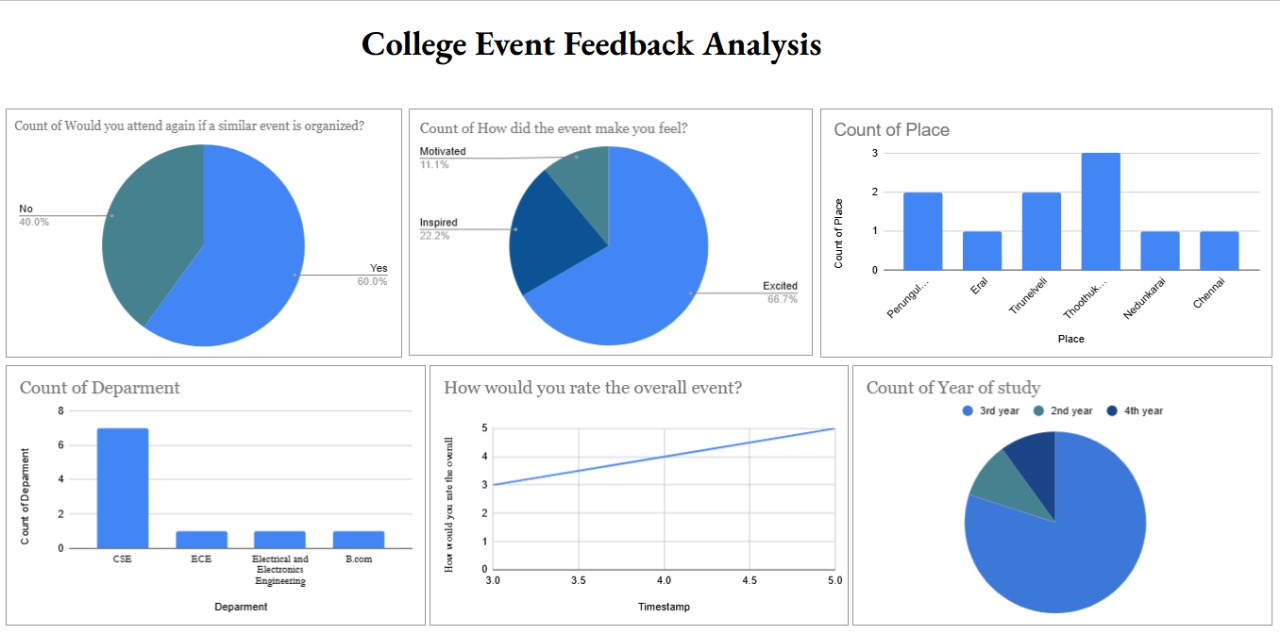 College Event Feedback Analysis
Count of Would you attend again if a similar event is organized?
No
40.0%
Yes
60.0%
Count of How did the event make you feel?
Motivated
11.1%
Inspired
22.2%
Excited
66.7%
Count of Place
Count of Place
3
2
1
0
Perungul...
Eral
Tirunelveli
Thoothuk...
Nedunkarai
Chennai
Place
Count of Deparment
Count of Deparment
8
6
4
2
0
CSE
ECE
Electrical and
Electronics
Engineering
B.com
Deparment
How would you rate the overall event?
How would you rate the overall
5
4
3
2
1
0
3.0
3.5
4.0
4.5
5.0
Timestamp
Count of Year of study
3rd year
2nd year
4th year